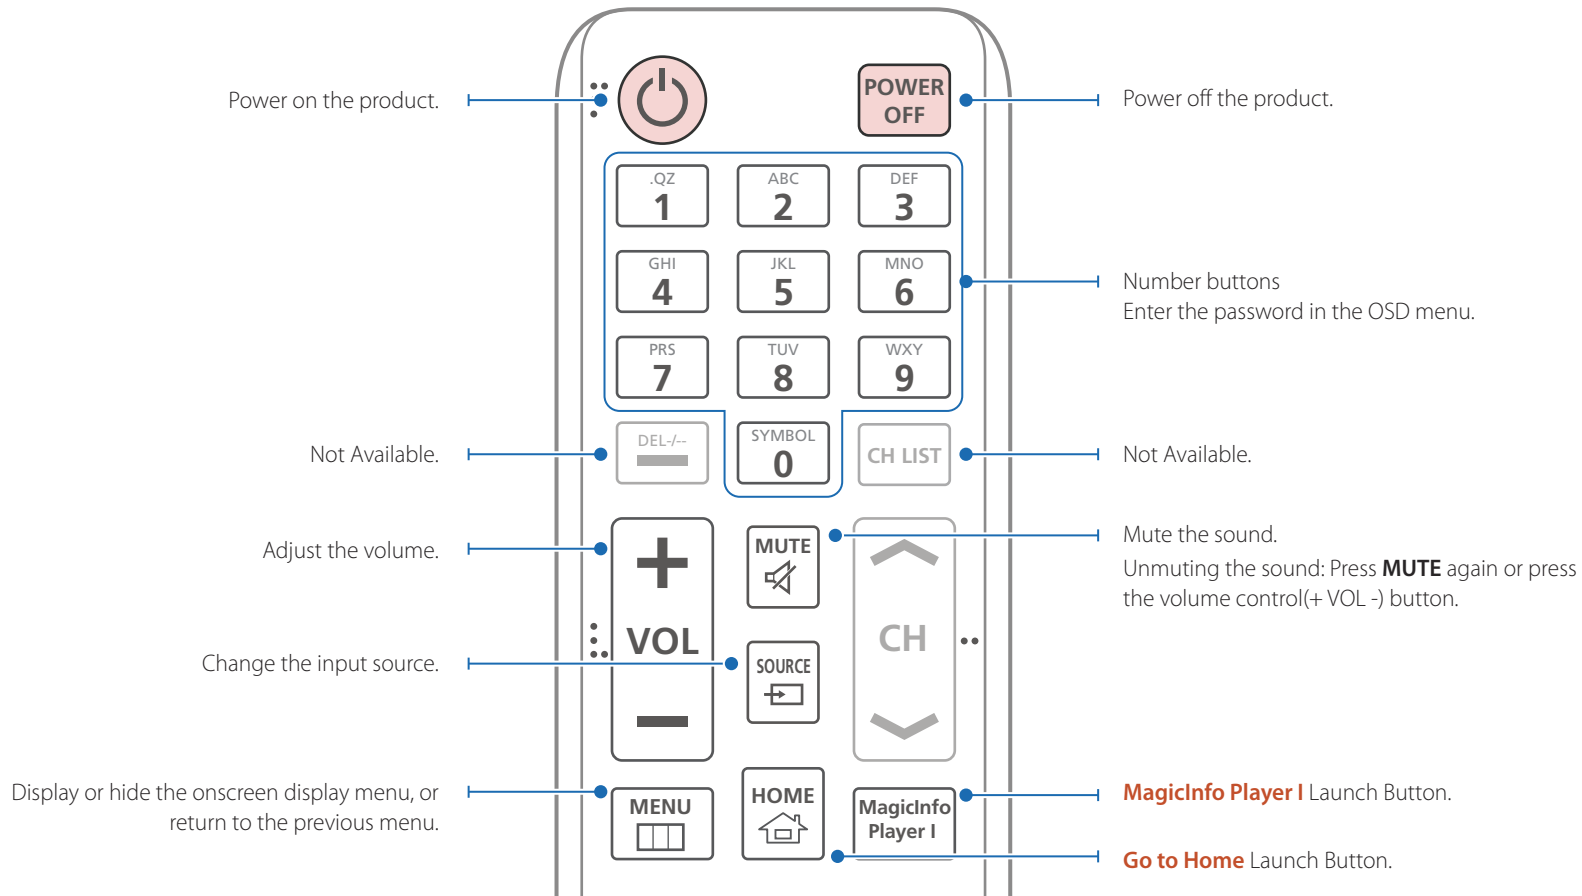 Power on the product.
POWER
OFF
Power off the product.
.QZ
1
ABC
2
DEF
3
GHI
4
JKL
5
MNO
6
Number buttons
Enter the password in the OSD menu.
PRS
7
TUV
8
WXY
9
Not Available.
DEL-/--
SYMBOL
0
CH LIST
Not Available.
Adjust the volume.
VOL
MUTE
Mute the sound.
Unmuting the sound: Press MUTE again or press
the volume control(+ VOL -) button.
CH
Change the input source.
SOURCE
Display or hide the onscreen display menu, or
return to the previous menu.
MENU
HOME
MagicInfo
Player I
MagicInfo Player I Launch Button.
Go to Home Launch Button.